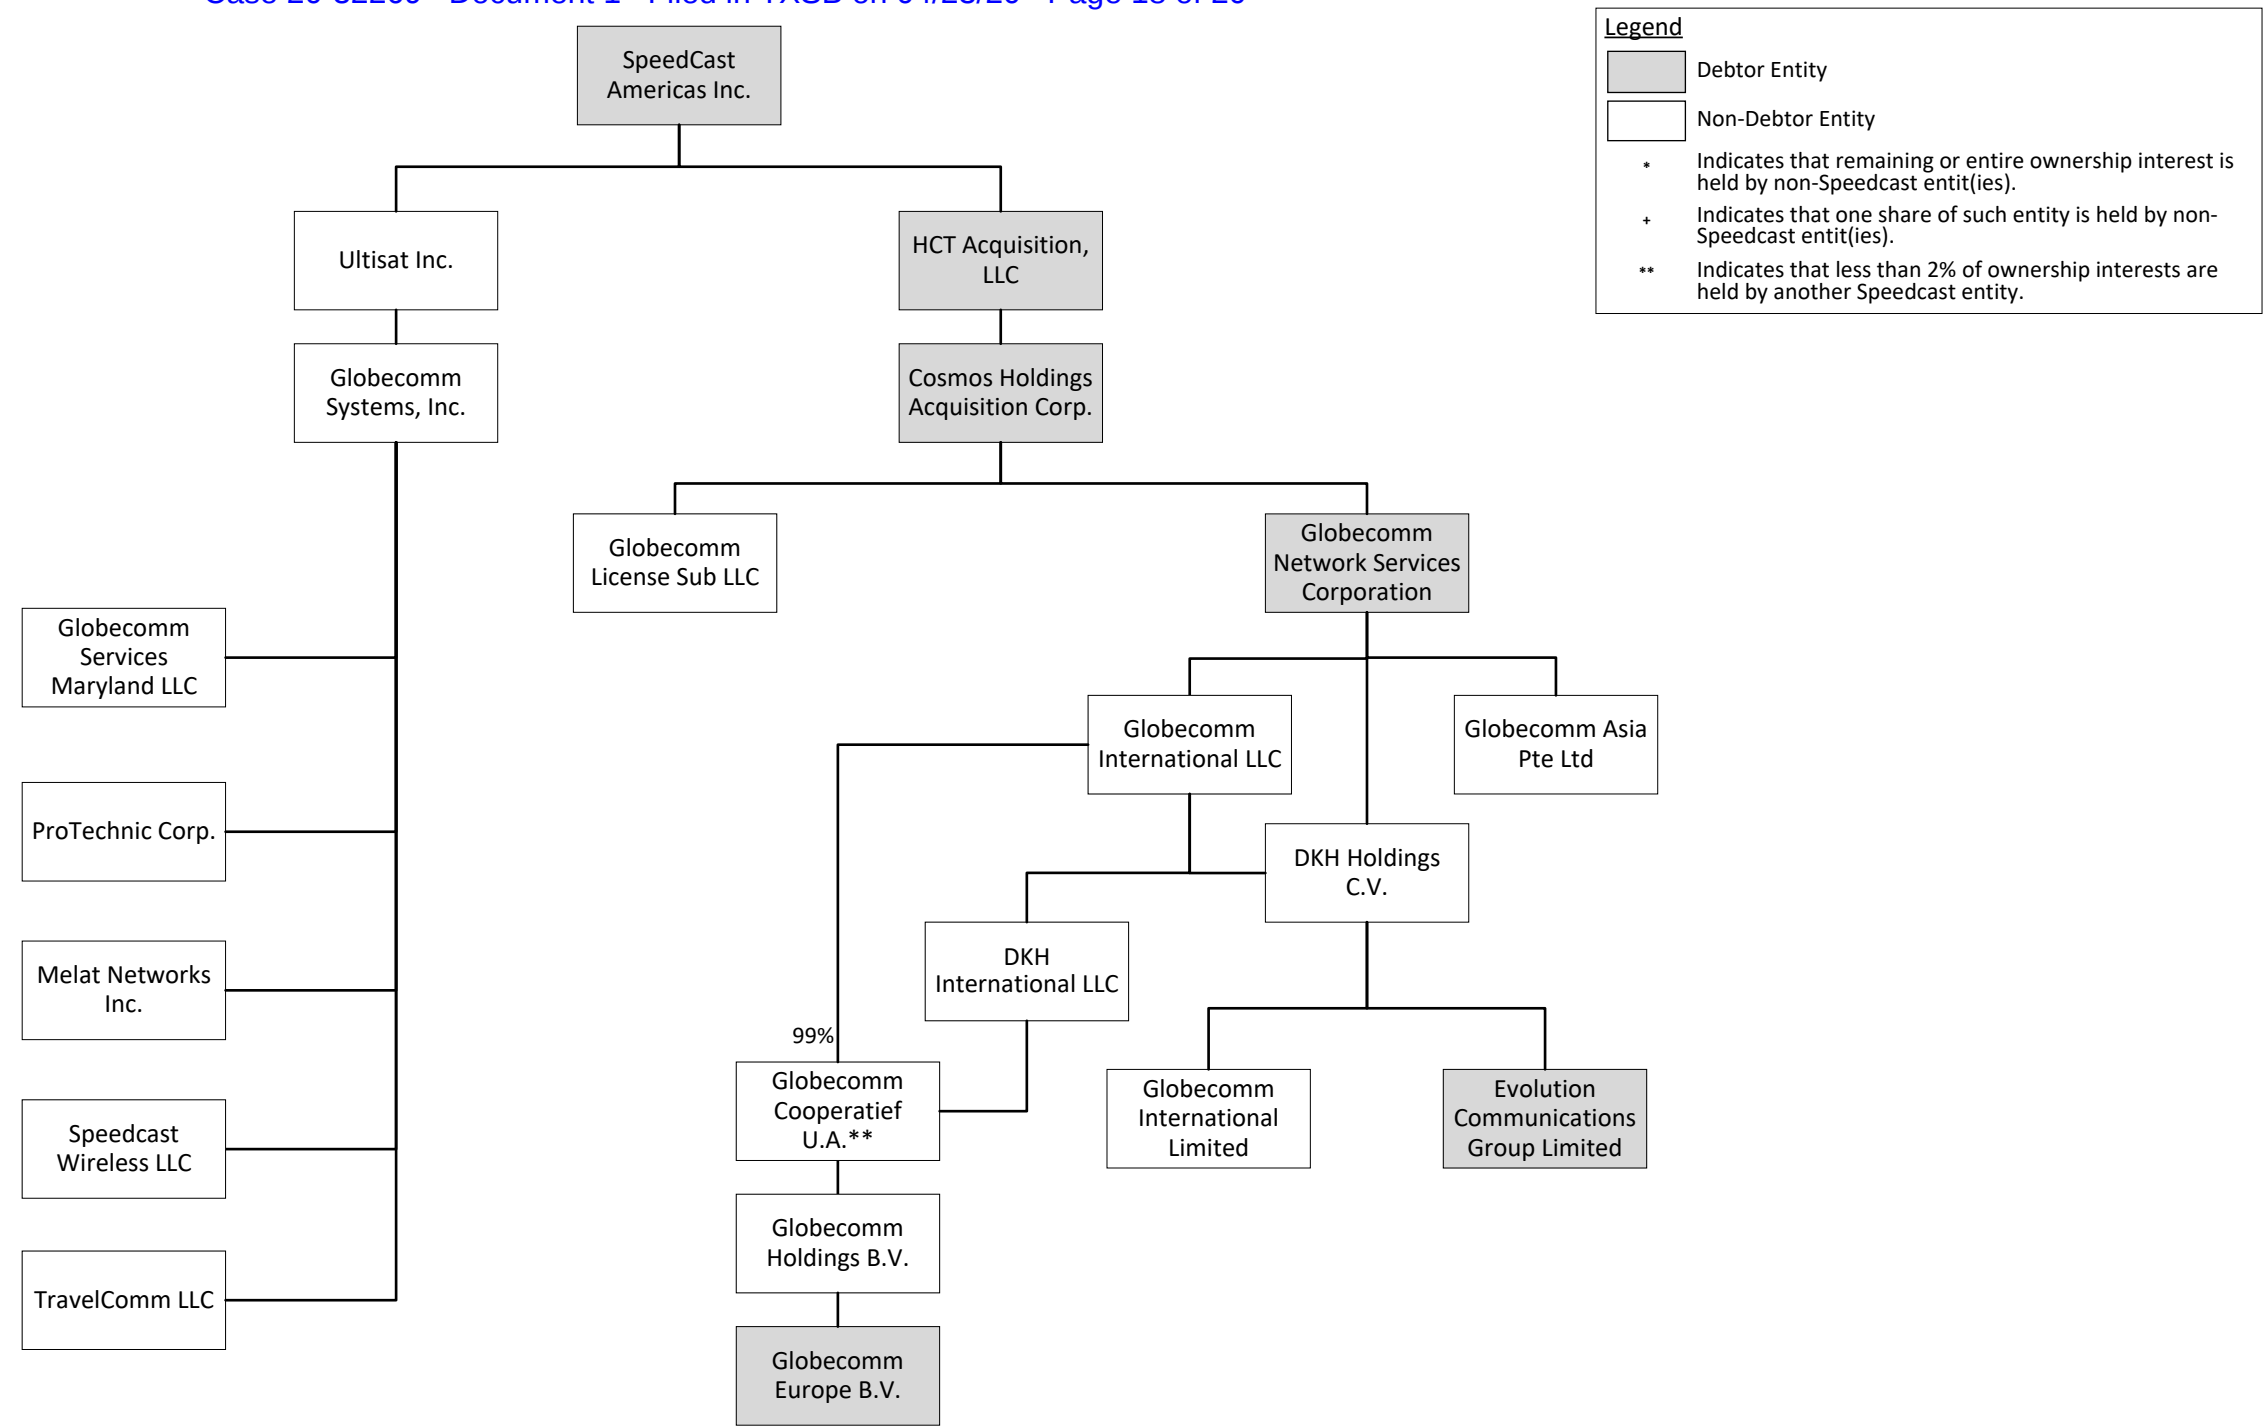 SpeedCast
Americas Inc.
Legend
Debtor Entity
Non-Debtor Entity
* Indicates that remaining or entire ownership interest is
held by non-Speedcast entit(ies).
+ Indicates that one share of such entity is held by non-
Speedcast entit(ies).
** Indicates that less than 2% of ownership interests are
held by another Speedcast entity.
Ultisat Inc.
HCT Acquisition,
LLC
Globecomm
Systems, Inc.
Cosmos Holdings
Acquisition Corp.
Globecomm
License Sub LLC
Globecomm
Network Services
Corporation
Globecomm
Services
Maryland LLC
Globecomm
International LLC
Globecomm Asia
Pte Ltd
ProTechnic Corp.
DKH Holdings
C.V.
Melat Networks
Inc.
DKH
International LLC
99%
Globecomm
Cooperatief
U.A.**
Globecomm
International
Limited
Evolution
Communications
Group Limited
Speedcast
Wireless LLC
Globecomm
Holdings B.V.
TravelComm LLC
Globecomm
Europe B.V.